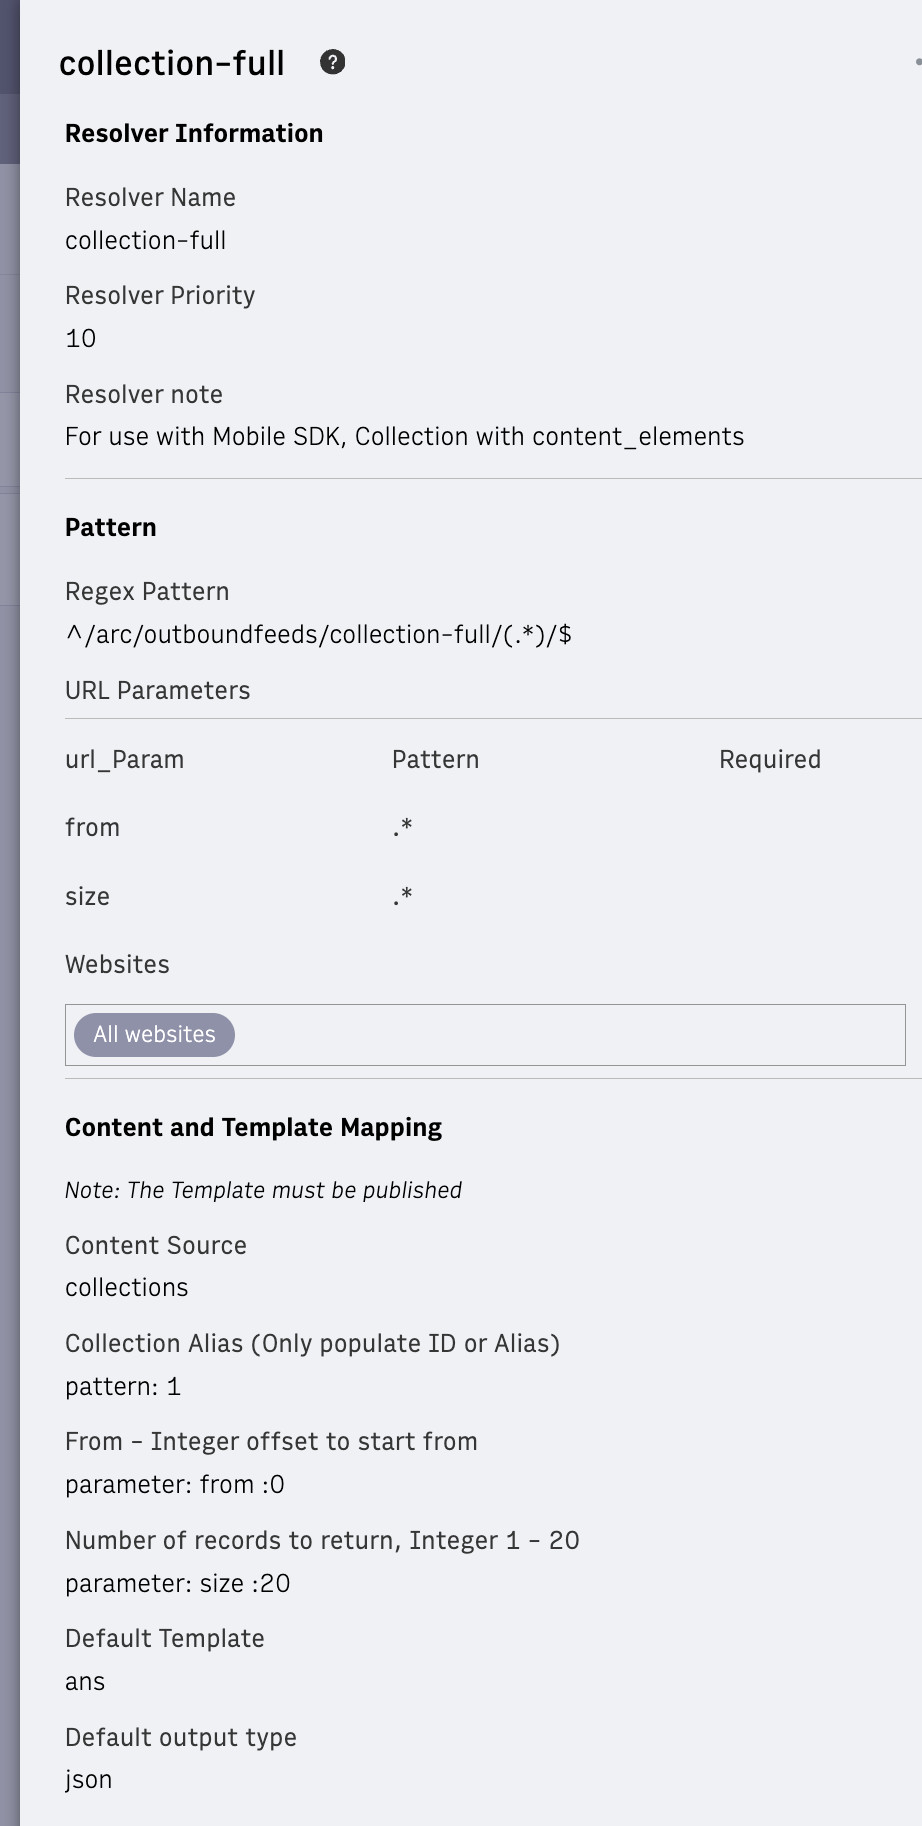 collection-full ?
Resolver Information
Resolver Name
collection-full
Resolver Priority
10
Resolver note
For use with Mobile SDK, Collection with content_elements
Pattern
Regex Pattern
^/arc/outboundfeeds/collection-full/(.*)/$
URL Parameters
url_Param Pattern Required
from .*
size .*
Websites
All websites
Content and Template Mapping
Note: The Template must be published
Content Source
collections
Collection Alias (Only populate ID or Alias)
pattern: 1
From - Integer offset to start from
parameter: from :0
Number of records to return, Integer 1 - 20
parameter: size :20
Default Template
ans
Default output type
json